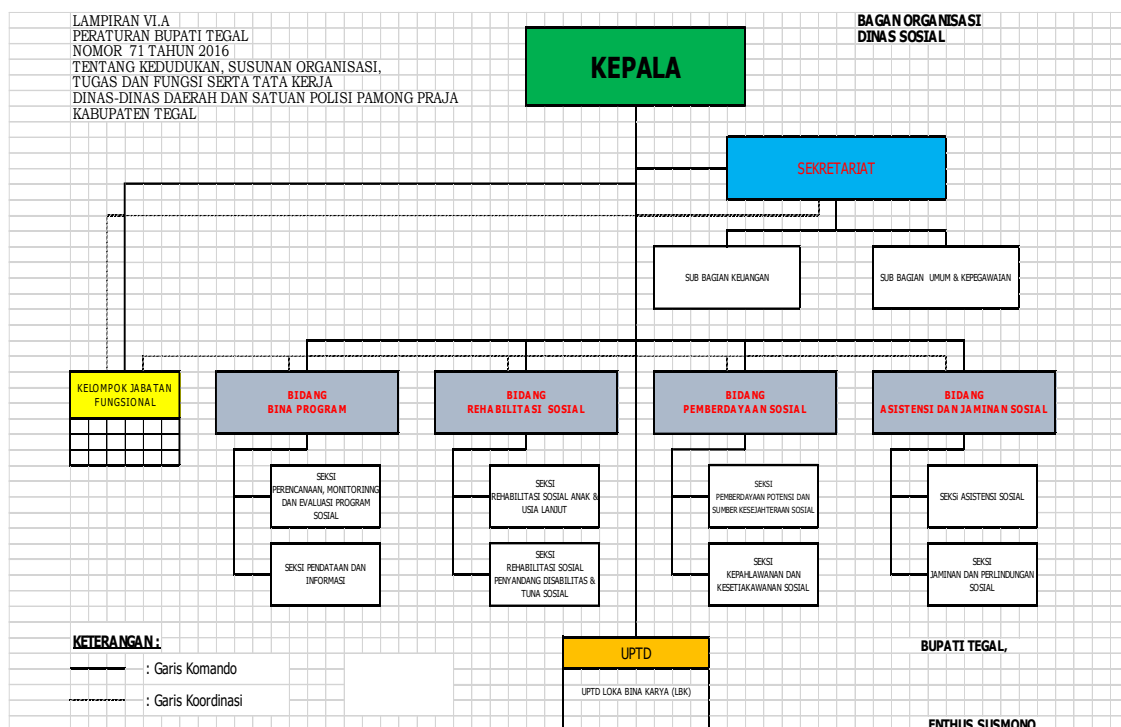 LAMPIRAN VI.A
PERATURAN BUPATI TEGAL
NOMOR 71 TAHUN 2016
TENTANG KEDUDUKAN, SUSUNAN ORGANISASI,
TUGAS DAN FUNGSI SERTA TATA KERJA
DINAS-DINAS DAERAH DAN SATUAN POLISI PAMONG PRAJA
KABUPATEN TEGAL
BAGAN ORGANISASI
DINAS SOSIAL
KEPALA
SEKRETARIAT
SUB BAGIAN KEUANGAN
SUB BAGIAN UMUM & KEPEGAWAIAN
KELOMPOK JABATAN
FUNGSIONAL
BIDANG
BINA PROGRAM
BIDANG
REHABILITASI SOSIAL
BIDANG
PEMBERDAYAAN SOSIAL
BIDANG
ASISTENSI DAN JAMINAN SOSIAL
SEKSI
PERENCANAAN, MONITORINNG
DAN EVALUASI PROGRAM
SOSIAL
SEKSI
REHABILITASI SOSIAL ANAK &
USIA LANJUT
SEKSI
PEMBERDAYAAN POTENSI DAN
SUMBER KESEJAHTERAAN SOSIAL
SEKSi ASISTENSI SOSIAL
SEKSI PENDATAAN DAN
INFORMASI
SEKSI
REHABILITASI SOSIAL
PENYANDANG DISABILITAS &
TUNA SOSIAL
SEKSI
KEPAHLAWANAN DAN
KESETIAKAWANAN SOSIAL
SEKSI
JAMINAN DAN PERLINDUNGAN
SOSIAL
KETERANGAN :
: Garis Komando
: Garis Koordinasi
UPTD
UPTD LOKA BINA KARYA (LBK)
BUPATI TEGAL,
ENTHUS SUSMONO